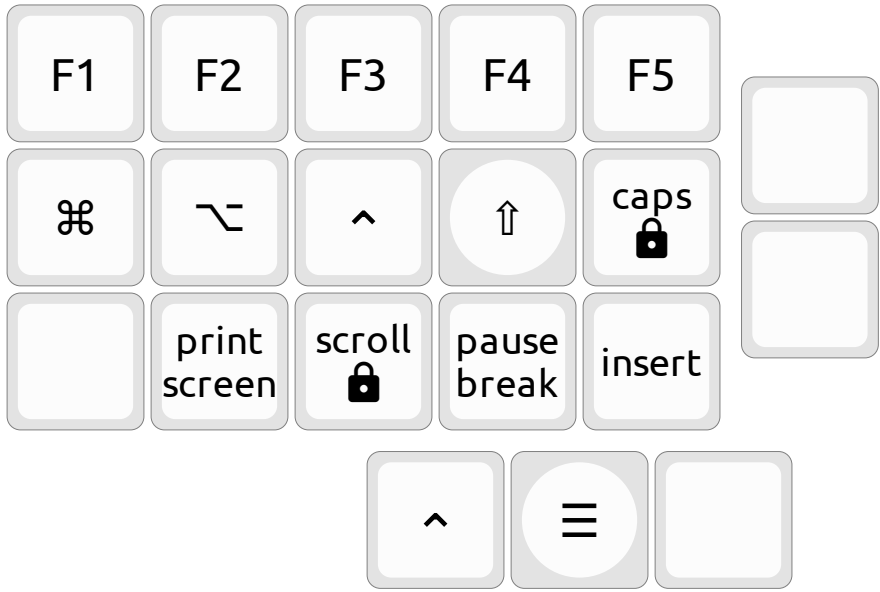 F1 F2 F3 F4 F5
⌘ ⌥ ^ ⇧ caps
print screen scroll pause break insert
^ ☰